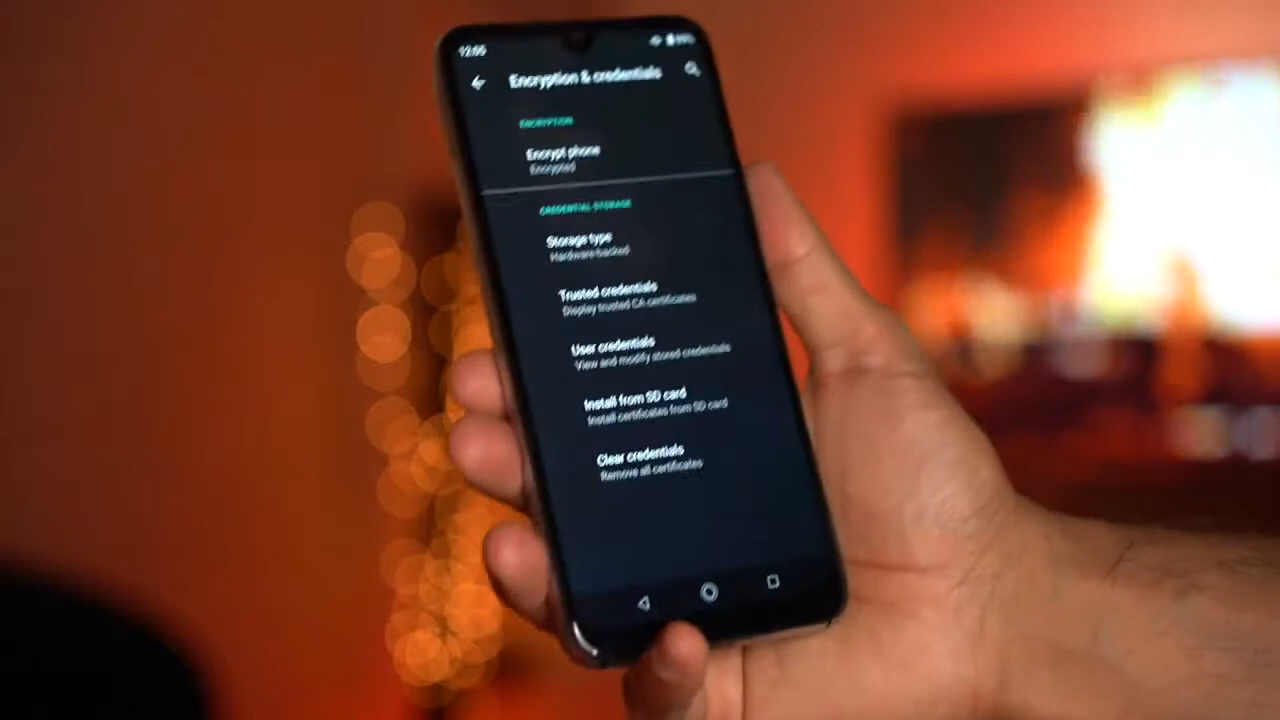 12:05
Encryption & credentials
ENCRYPTION
Encrypt phone
Encrypted
CREDENTIAL STORAGE
Storage type
Hardware-backed
Trusted credentials
Display trusted CA certificates
User credentials
View and modify stored credentials
Install from SD card
Install certificates from SD card
Clear credentials
Remove all certificates